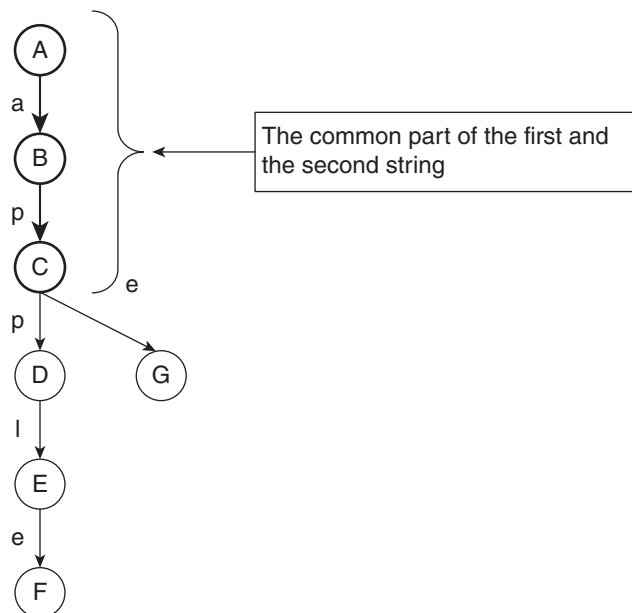 A
a
B
The common part of the first and
the second string
p
C
e
p
D
G
l
E
e
F